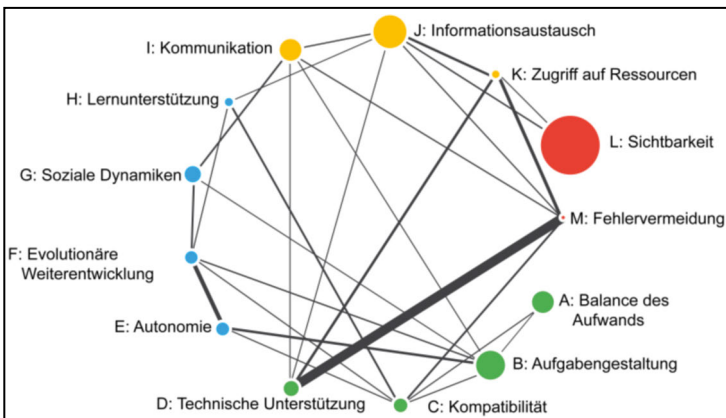 J: Informationsaustausch
I: Kommunikation
K: Zugriff auf Ressourcen
H: Lernunterstützung
L: Sichtbarkeit
G: Soziale Dynamiken
M: Fehlervermeidung
F: Evolutionäre
Weiterentwicklung
A: Balance des
Aufwands
E: Autonomie
B: Aufgabengestaltung
D: Technische Unterstützung
C: Kompatibilität